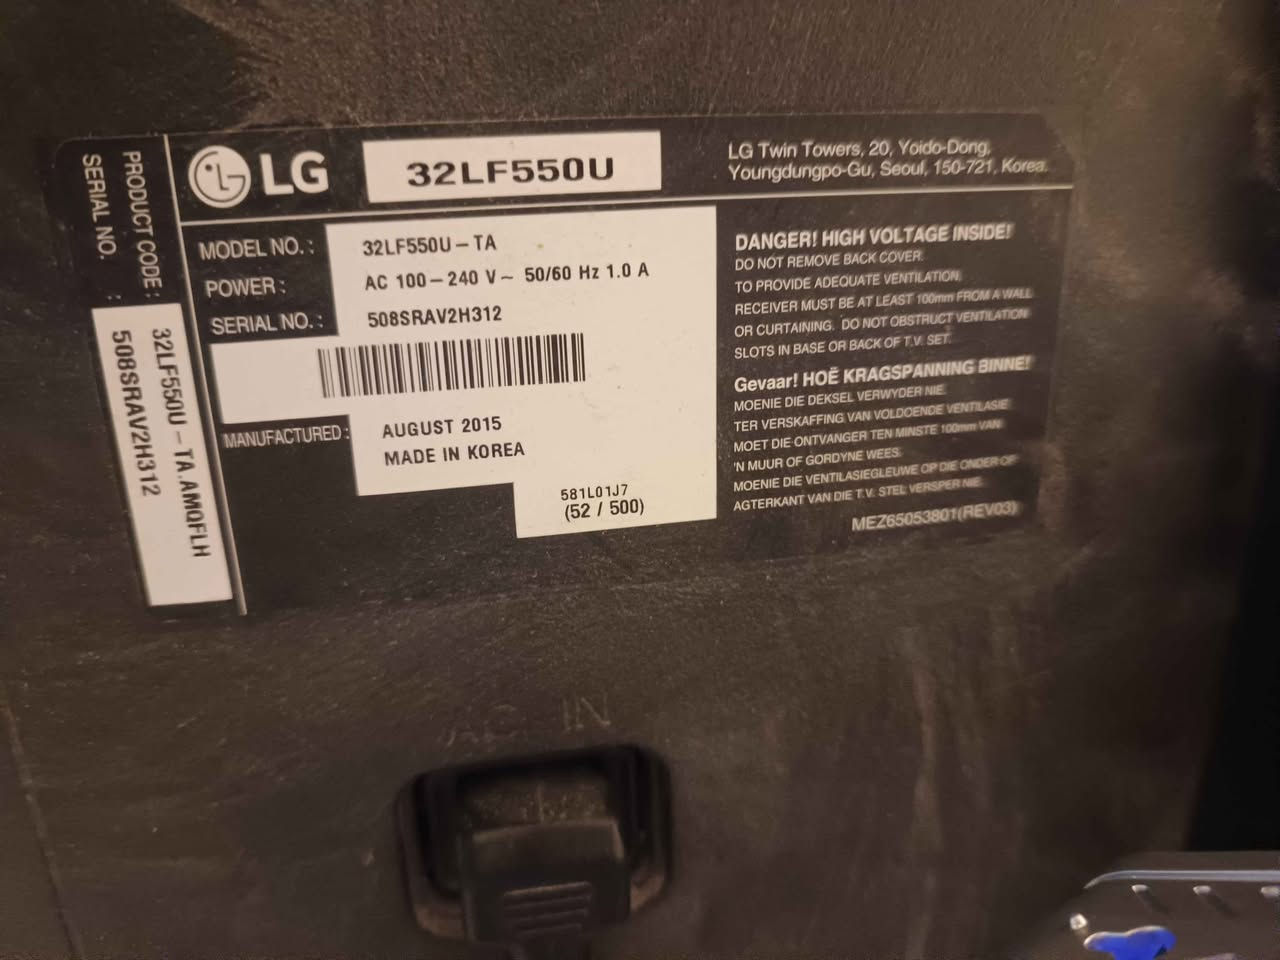 LG
32LF550U
LG Twin Towers, 20, Yoido-Dong,
Youngdungpo-Gu, Seoul, 150-721, Korea.
PRODUCT CODE : 32LF550U - TA.AMQFLH
SERIAL NO. : 508SRAV2H312
MODEL NO. : 32LF550U - TA
POWER : AC 100 - 240 V ~ 50/60 Hz 1.0 A
SERIAL NO. : 508SRAV2H312
MANUFACTURED : AUGUST 2015
MADE IN KOREA
581L01J7
(52 / 500)
DANGER! HIGH VOLTAGE INSIDE!
DO NOT REMOVE BACK COVER.
TO PROVIDE ADEQUATE VENTILATION,
RECEIVER MUST BE AT LEAST 100mm FROM A WALL
OR CURTAINING. DO NOT OBSTRUCT VENTILATION
SLOTS IN BASE OR BACK OF T.V. SET.
Gevaar! HOË KRAGSPANNING BINNE!
MOENIE DIE DEKSEL VERWYDER NIE.
TER VERSKAFFING VAN VOLDOENDE VENTILASIE
MOET DIE ONTVANGER TEN MINSTE 100mm VAN
'N MUUR OF GORDYNE WEES.
MOENIE DIE VENTILASIEGLEUWE OP DIE ONDER OF
AGTERKANT VAN DIE T.V. STEL VERSPER NIE.
MEZ65053801(REV03)
AC IN